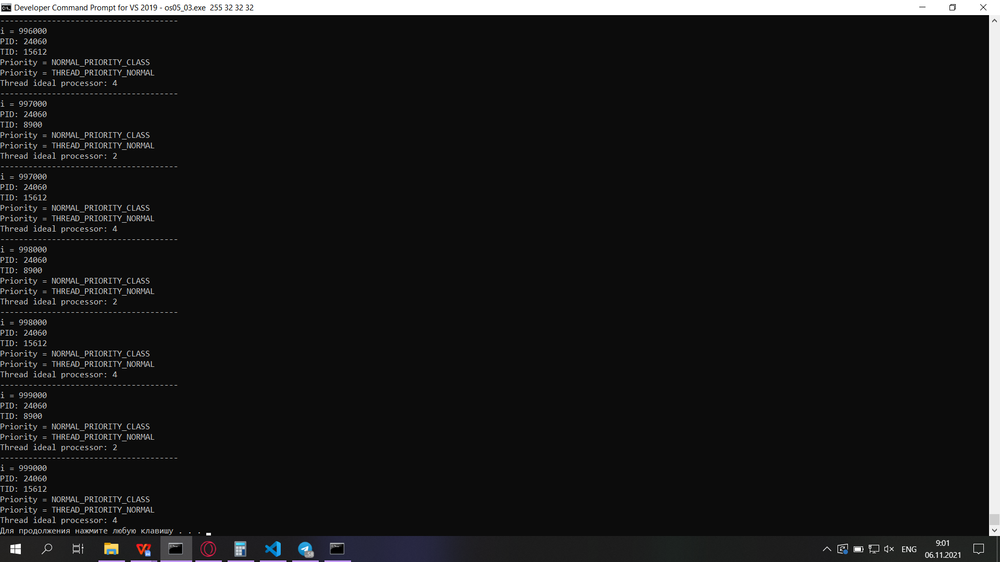 Developer Command Prompt for VS 2019 - os05_03.exe  255 32 32 32
--------------------------------------
i = 996000
PID: 24060
TID: 15612
Priority = NORMAL_PRIORITY_CLASS
Priority = THREAD_PRIORITY_NORMAL
Thread ideal processor: 4
--------------------------------------
i = 997000
PID: 24060
TID: 8900
Priority = NORMAL_PRIORITY_CLASS
Priority = THREAD_PRIORITY_NORMAL
Thread ideal processor: 2
--------------------------------------
i = 997000
PID: 24060
TID: 15612
Priority = NORMAL_PRIORITY_CLASS
Priority = THREAD_PRIORITY_NORMAL
Thread ideal processor: 4
--------------------------------------
i = 998000
PID: 24060
TID: 8900
Priority = NORMAL_PRIORITY_CLASS
Priority = THREAD_PRIORITY_NORMAL
Thread ideal processor: 2
--------------------------------------
i = 998000
PID: 24060
TID: 15612
Priority = NORMAL_PRIORITY_CLASS
Priority = THREAD_PRIORITY_NORMAL
Thread ideal processor: 4
--------------------------------------
i = 999000
PID: 24060
TID: 8900
Priority = NORMAL_PRIORITY_CLASS
Priority = THREAD_PRIORITY_NORMAL
Thread ideal processor: 2
--------------------------------------
i = 999000
PID: 24060
TID: 15612
Priority = NORMAL_PRIORITY_CLASS
Priority = THREAD_PRIORITY_NORMAL
Thread ideal processor: 4
Для продолжения нажмите любую клавишу . . .
..58
ENG
9:01
06.11.2021